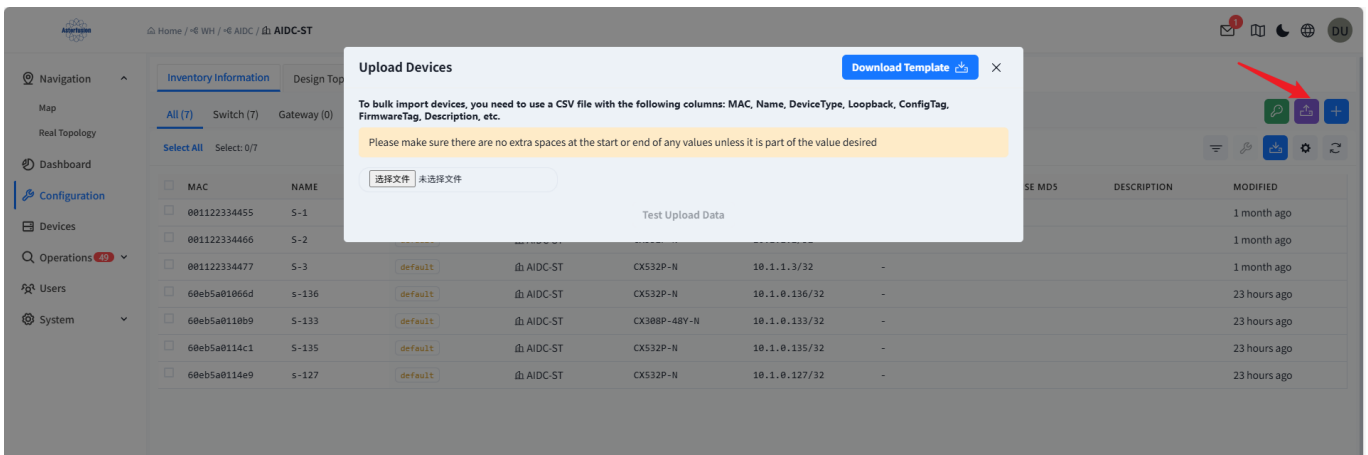 Asterfusion
Home / WH / AIDC / AIDC-ST
1
DU
Upload Devices
Download Template
To bulk import devices, you need to use a CSV file with the following columns: MAC, Name, DeviceType, Loopback, ConfigTag,
FirmwareTag, Description, etc.
Please make sure there are no extra spaces at the start or end of any values unless it is part of the value desired
选择文件 未选择文件
Test Upload Data
Navigation
Map
Real Topology
Dashboard
Configuration
Devices
Operations 49
Users
System
Inventory Information Design Top
All (7) Switch (7) Gateway (0)
Select All Select: 0/7
MAC NAME SE MD5 DESCRIPTION MODIFIED
001122334455 S-1 1 month ago
001122334466 S-2 1 month ago
001122334477 S-3 default AIDC-ST CX532P-N 10.1.1.3/32 - 1 month ago
60eb5a01066d s-136 default AIDC-ST CX532P-N 10.1.0.136/32 - 23 hours ago
60eb5a0110b9 S-133 default AIDC-ST CX308P-48Y-N 10.1.0.133/32 - 23 hours ago
60eb5a0114c1 S-135 default AIDC-ST CX532P-N 10.1.0.135/32 - 23 hours ago
60eb5a0114e9 s-127 default AIDC-ST CX532P-N 10.1.0.127/32 - 23 hours ago